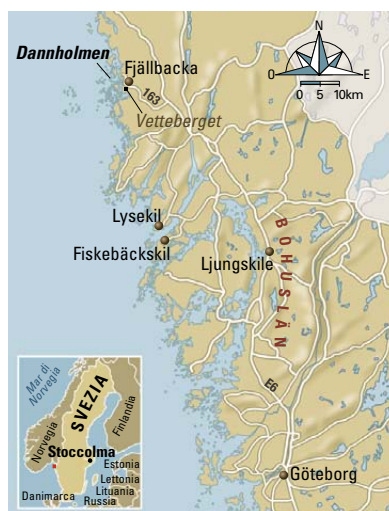 N
O
E
S
0 5 10km
Dannholmen
Fjällbacka
163
Vetteberget
Lysekil
Fiskebäckskil
Ljungskile
BOHUSLÄN
E6
Göteborg
Mar di
Norvegia
SVEZIA
Finlandia
Norvegia
Stoccolma
Estonia
Lettonia
Lituania
Danimarca
Russia